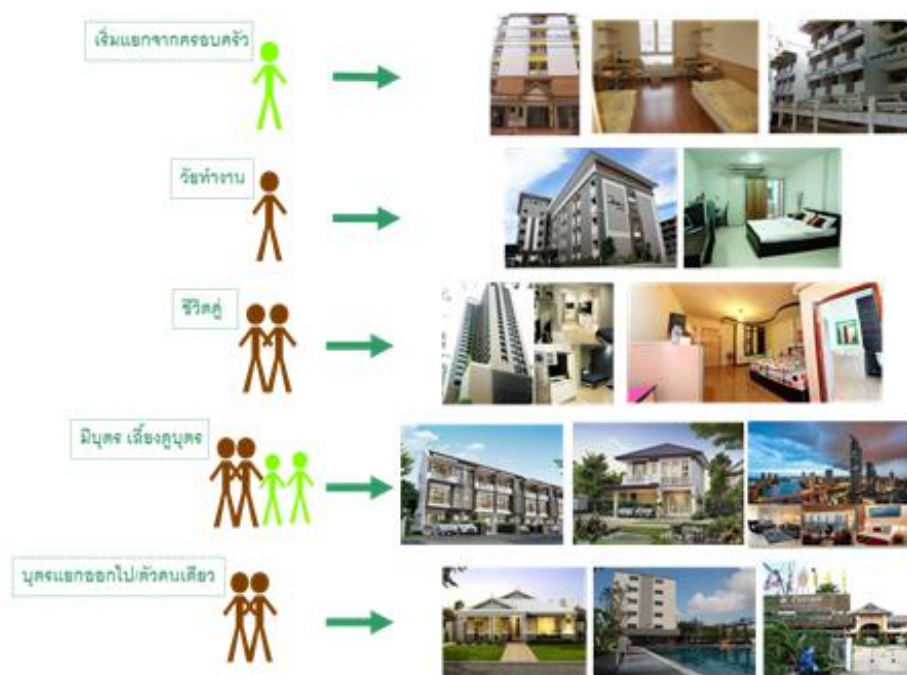 เริ่มแยกจากครอบครัว
วัยทำงาน
ชีวิตคู่
มีบุตร เลี้ยงดูบุตร
บุตรแยกออกไป/ตัวคนเดียว